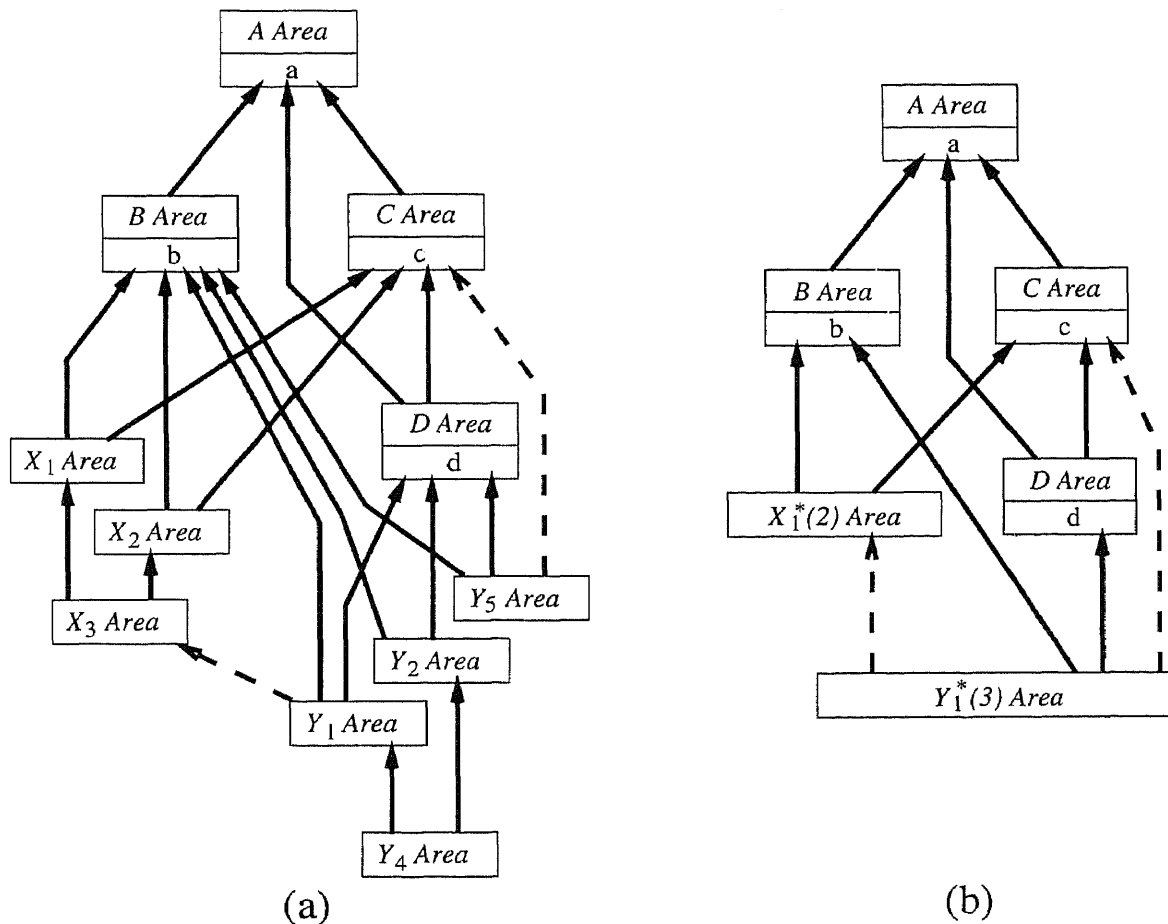 A Area
a
B Area
b
C Area
c
D Area
d
X1 Area
X2 Area
X3 Area
Y5 Area
Y2 Area
Y1 Area
Y4 Area
(a)
A Area
a
B Area
b
C Area
c
D Area
d
X1*(2) Area
Y1*(3) Area
(b)